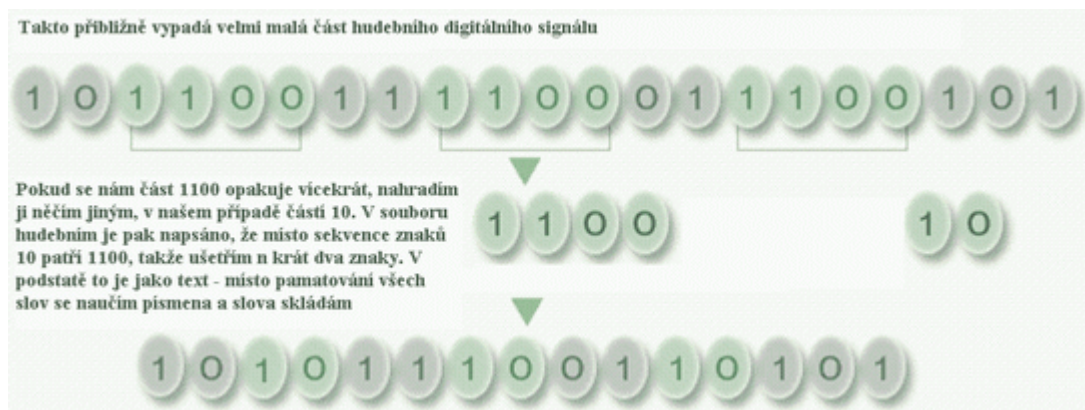 Takto přibližně vypadá velmi malá část hudebního digitálního signálu
1 0 1 1 0 0 1 1 1 1 0 0 0 1 1 1 0 0 1 0 1
Pokud se nám část 1100 opakuje vícekrát, nahradím
ji něčím jiným, v našem případě částí 10. V souboru
hudebním je pak napsáno, že místo sekvence znaků
10 patří 1100, takže ušetřím n krát dva znaky. V
podstatě to je jako text - místo pamatování všech
slov se naučím písmena a slova skládám
1 1 0 0
1 0
1 0 1 0 1 1 1 0 0 1 1 0 1 0 1